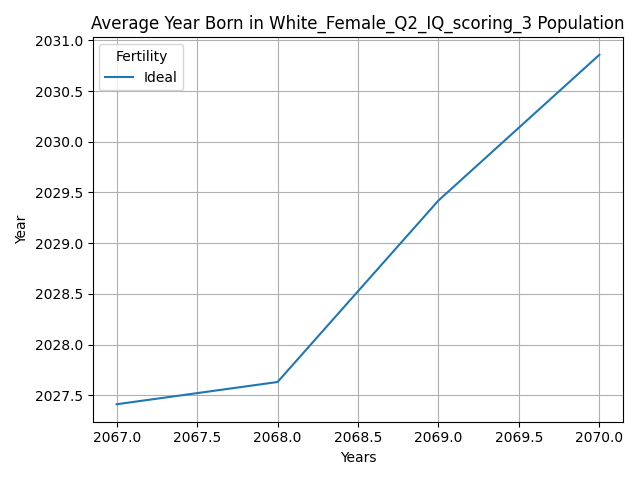 Average Year Born in White_Female_Q2_IQ_scoring_3 Population
Fertility
Ideal
Year
2031.0
2030.5
2030.0
2029.5
2029.0
2028.5
2028.0
2027.5
2067.0 2067.5 2068.0 2068.5 2069.0 2069.5 2070.0
Years